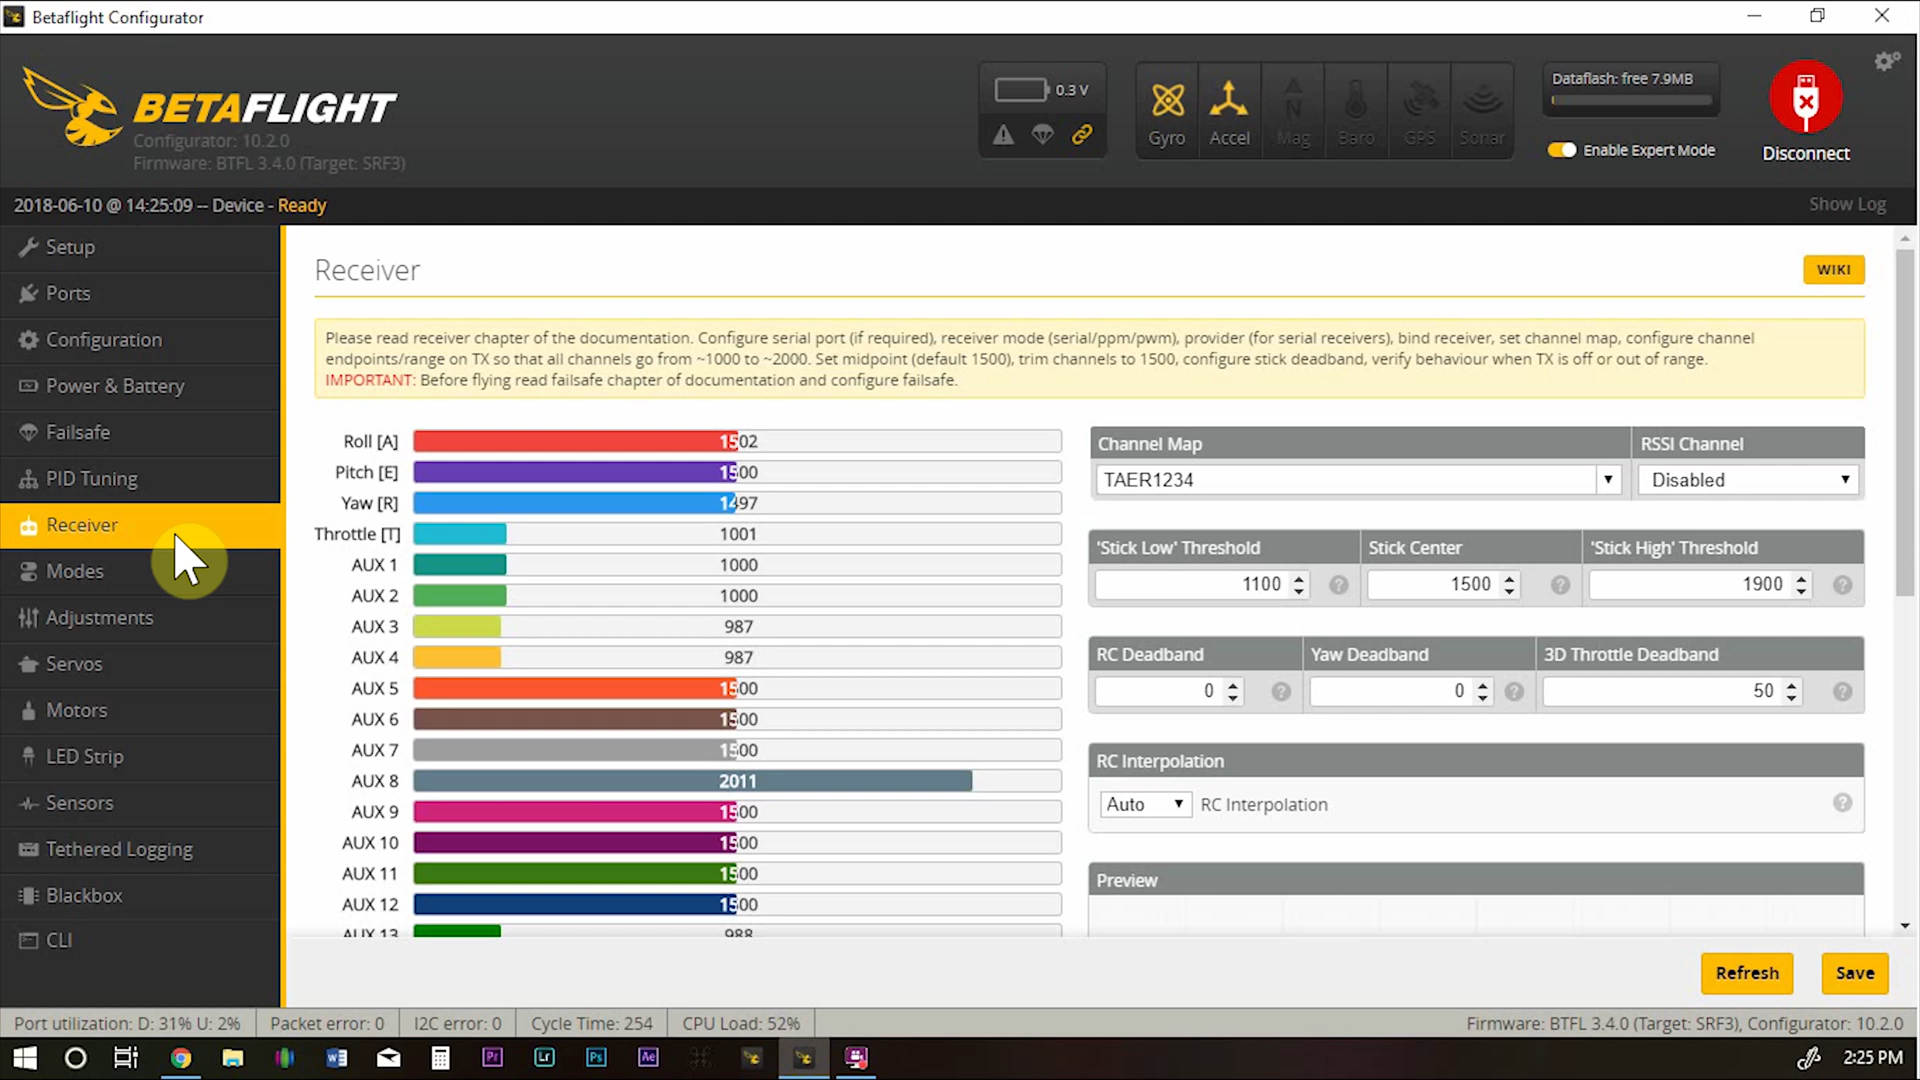 Betaflight Configurator
BETAFLIGHT
Configurator: 10.2.0
Firmware: BTFL 3.4.0 (Target: SRF3)
0.3 V
Gyro
Accel
Mag
Baro
GPS
Sonar
Dataflash: free 7.9MB
Enable Expert Mode
Disconnect
2018-06-10 @ 14:25:09 -- Device - Ready
Show Log
Setup
Ports
Configuration
Power & Battery
Failsafe
PID Tuning
Receiver
Modes
Adjustments
Servos
Motors
LED Strip
Sensors
Tethered Logging
Blackbox
CLI
Receiver
WIKI
Please read receiver chapter of the documentation. Configure serial port (if required), receiver mode (serial/ppm/pwm), provider (for serial receivers), bind receiver, set channel map, configure channel
endpoints/range on TX so that all channels go from ~1000 to ~2000. Set midpoint (default 1500), trim channels to 1500, configure stick deadband, verify behaviour when TX is off or out of range.
IMPORTANT: Before flying read failsafe chapter of documentation and configure failsafe.
Roll [A] 1502
Pitch [E] 1500
Yaw [R] 1497
Throttle [T] 1001
AUX 1 1000
AUX 2 1000
AUX 3 987
AUX 4 987
AUX 5 1500
AUX 6 1500
AUX 7 1500
AUX 8 2011
AUX 9 1500
AUX 10 1500
AUX 11 1500
AUX 12 1500
AUX 13 988
Channel Map RSSI Channel
TAER1234 Disabled
'Stick Low' Threshold Stick Center 'Stick High' Threshold
1100 1500 1900
RC Deadband Yaw Deadband 3D Throttle Deadband
0 0 50
RC Interpolation
Auto RC Interpolation
Preview
Refresh Save
Port utilization: D: 31% U: 2% Packet error: 0 I2C error: 0 Cycle Time: 254 CPU Load: 52% Firmware: BTFL 3.4.0 (Target: SRF3), Configurator: 10.2.0
Pr Lr Ps Ae 2:25 PM